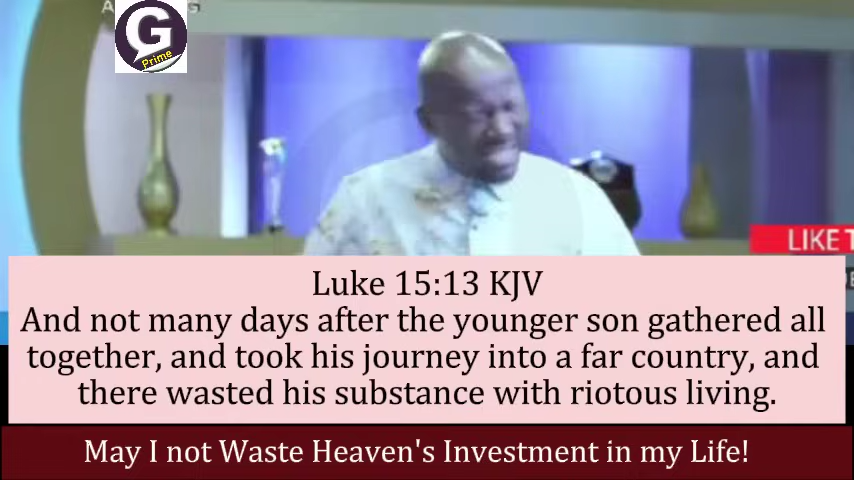 G
Prime
LIKE T
Luke 15:13 KJV
And not many days after the younger son gathered all
together, and took his journey into a far country, and
there wasted his substance with riotous living.
May I not Waste Heaven's Investment in my Life!